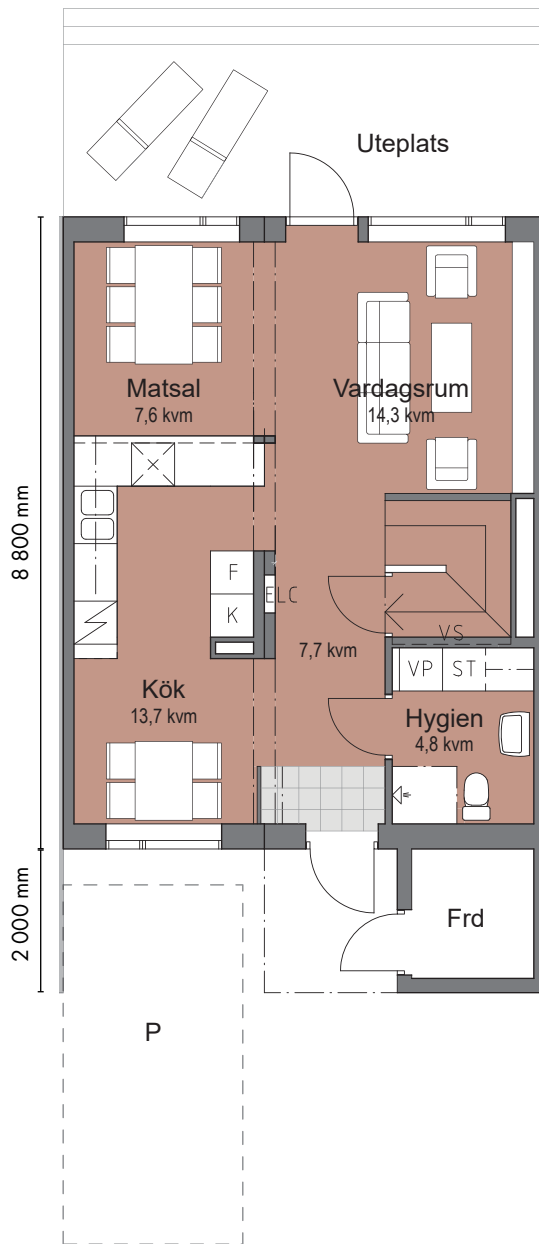 Uteplats
Matsal
7,6 kvm
Vardagsrum
14,3 kvm
8 800 mm
F
K
ELC
VS
7,7 kvm
VP
ST
Kök
13,7 kvm
Hygien
4,8 kvm
2 000 mm
Frd
P